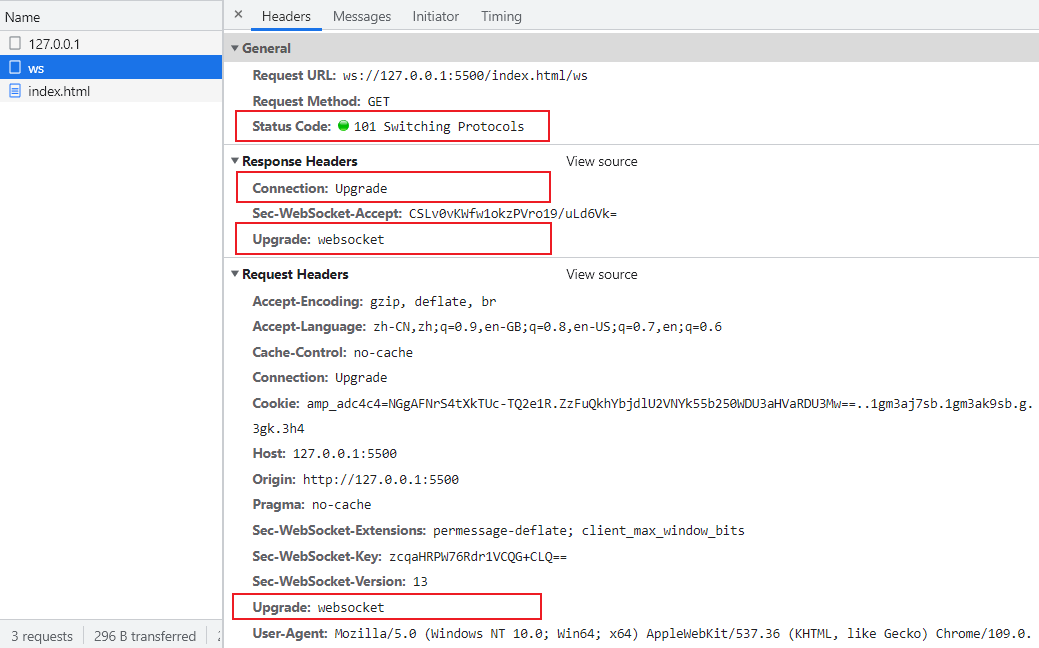 Name
127.0.0.1
ws
index.html
3 requests 296 B transferred
× Headers Messages Initiator Timing
General
Request URL: ws://127.0.0.1:5500/index.html/ws
Request Method: GET
Status Code: 101 Switching Protocols
Response Headers View source
Connection: Upgrade
Sec-WebSocket-Accept: CSLv0vKWfw1okzPVro19/uLd6Vk=
Upgrade: websocket
Request Headers View source
Accept-Encoding: gzip, deflate, br
Accept-Language: zh-CN,zh;q=0.9,en-GB;q=0.8,en-US;q=0.7,en;q=0.6
Cache-Control: no-cache
Connection: Upgrade
Cookie: amp_adc4c4=NGgAFNrS4tXkTUc-TQ2e1R.ZzFuQkhYbjdlU2VNYk55b250WDU3aHVaRDU3Mw==..1gm3aj7sb.1gm3ak9sb.g.
3gk.3h4
Host: 127.0.0.1:5500
Origin: http://127.0.0.1:5500
Pragma: no-cache
Sec-WebSocket-Extensions: permessage-deflate; client_max_window_bits
Sec-WebSocket-Key: zcqaHRPW76Rdr1VCQG+CLQ==
Sec-WebSocket-Version: 13
Upgrade: websocket
User-Agent: Mozilla/5.0 (Windows NT 10.0; Win64; x64) AppleWebKit/537.36 (KHTML, like Gecko) Chrome/109.0.